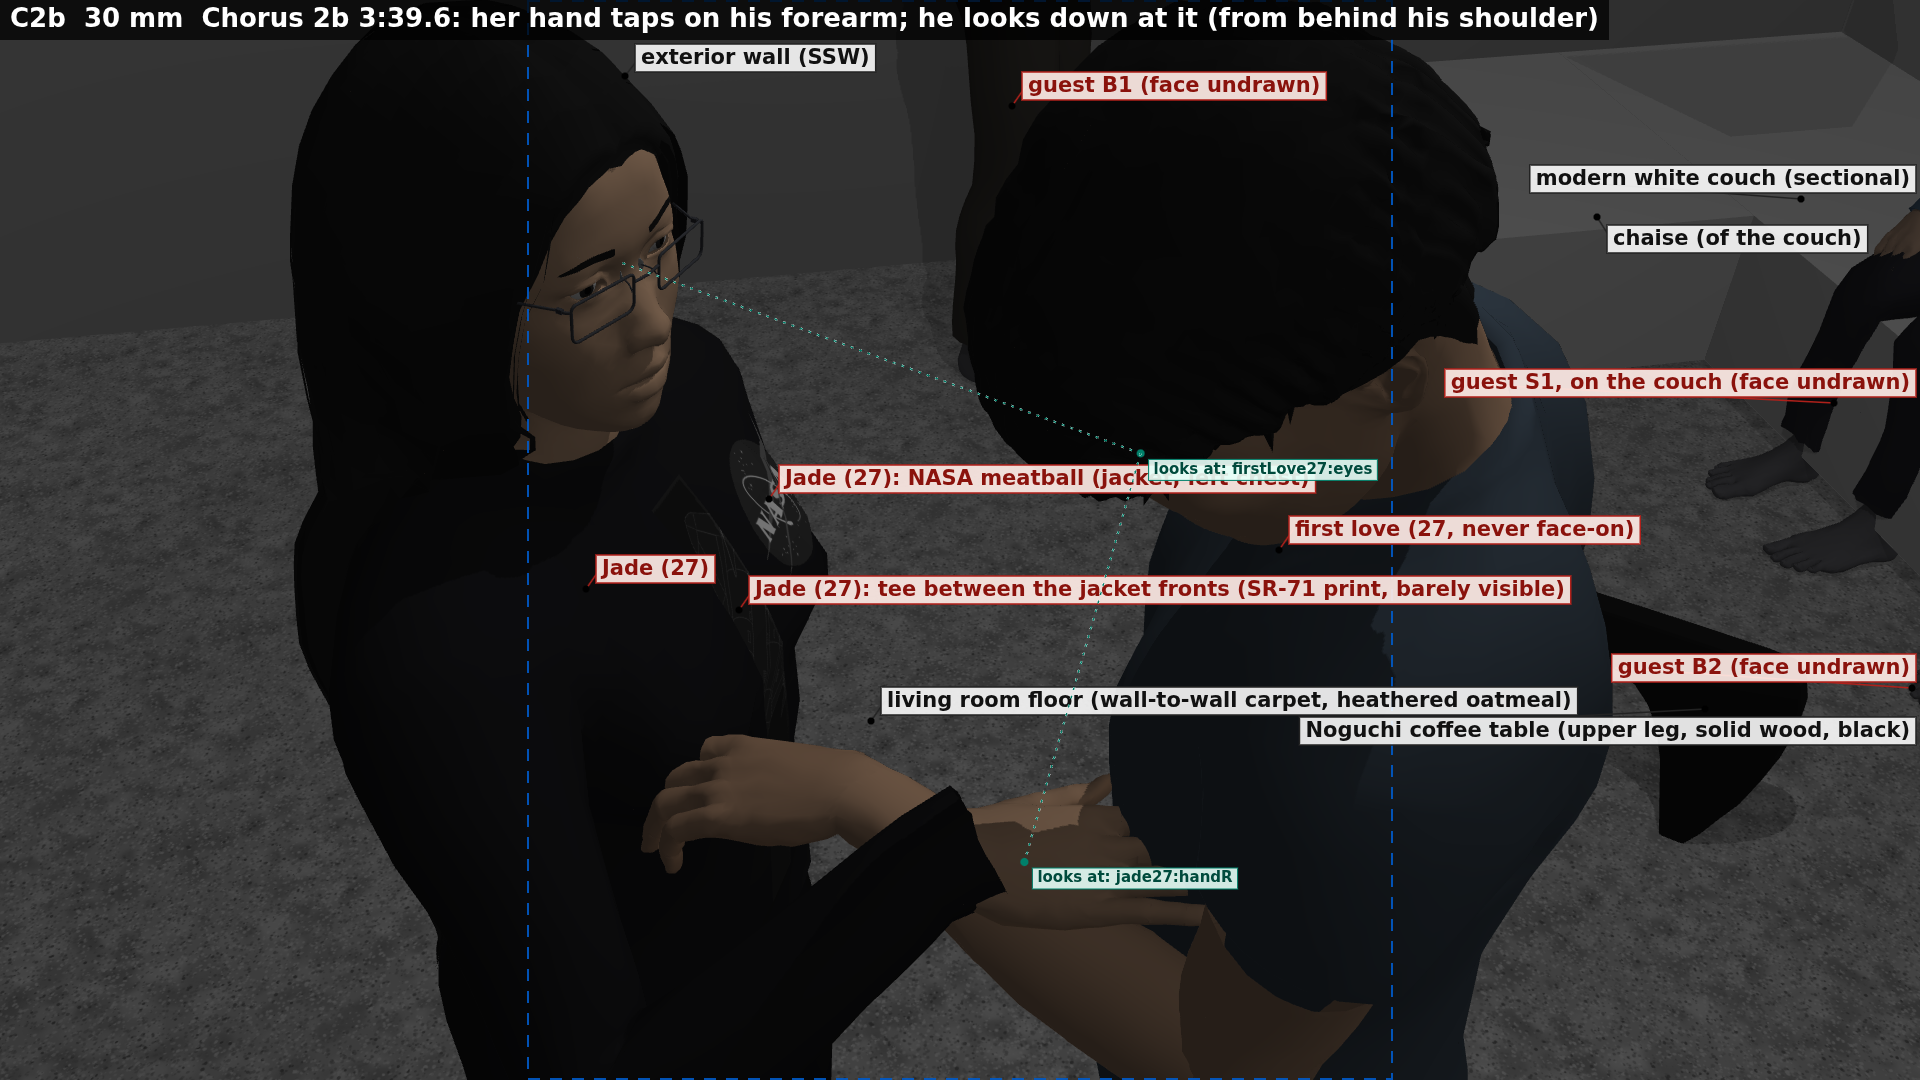 C2b 30 mm Chorus 2b 3:39.6: her hand taps on his forearm; he looks down at it (from behind his shoulder)
exterior wall (SSW)
guest B1 (face undrawn)
modern white couch (sectional)
chaise (of the couch)
guest S1, on the couch (face undrawn)
looks at: firstLove27:eyes
Jade (27): NASA meatball (jacket, left chest)
NASA
first love (27, never face-on)
Jade (27)
Jade (27): tee between the jacket fronts (SR-71 print, barely visible)
guest B2 (face undrawn)
living room floor (wall-to-wall carpet, heathered oatmeal)
Noguchi coffee table (upper leg, solid wood, black)
looks at: jade27:handR